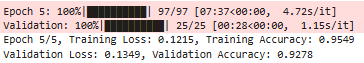 Epoch 5: 100%|██████████| 97/97 [07:37<00:00,  4.72s/it]
Validation: 100%|██████████| 25/25 [00:28<00:00,  1.15s/it]
Epoch 5/5, Training Loss: 0.1215, Training Accuracy: 0.9549
Validation Loss: 0.1349, Validation Accuracy: 0.9278